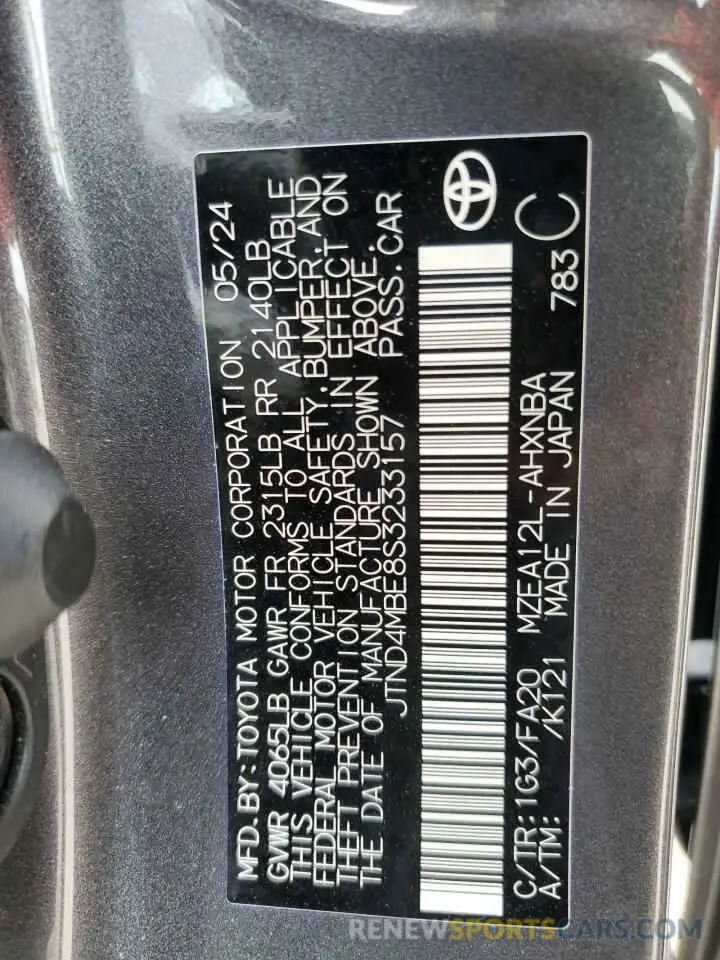 MFD.BY:TOYOTA MOTOR CORPORATION 05/24
GVWR 4065LB GAWR FR 2315LB RR 2140LB
THIS VEHICLE CONFORMS TO ALL APPLICABLE
FEDERAL MOTOR VEHICLE SAFETY,BUMPER,AND
THEFT PREVENTION STANDARDS IN EFFECT ON
THE DATE OF MANUFACTURE SHOWN ABOVE.
JTND4MBE8S3233157 PASS.CAR
C/TR:1G3/FA20 MZEA12L-AHXNBA 783
A/TM: /K121 MADE IN JAPAN C
RENEWSPORTSCARS.COM